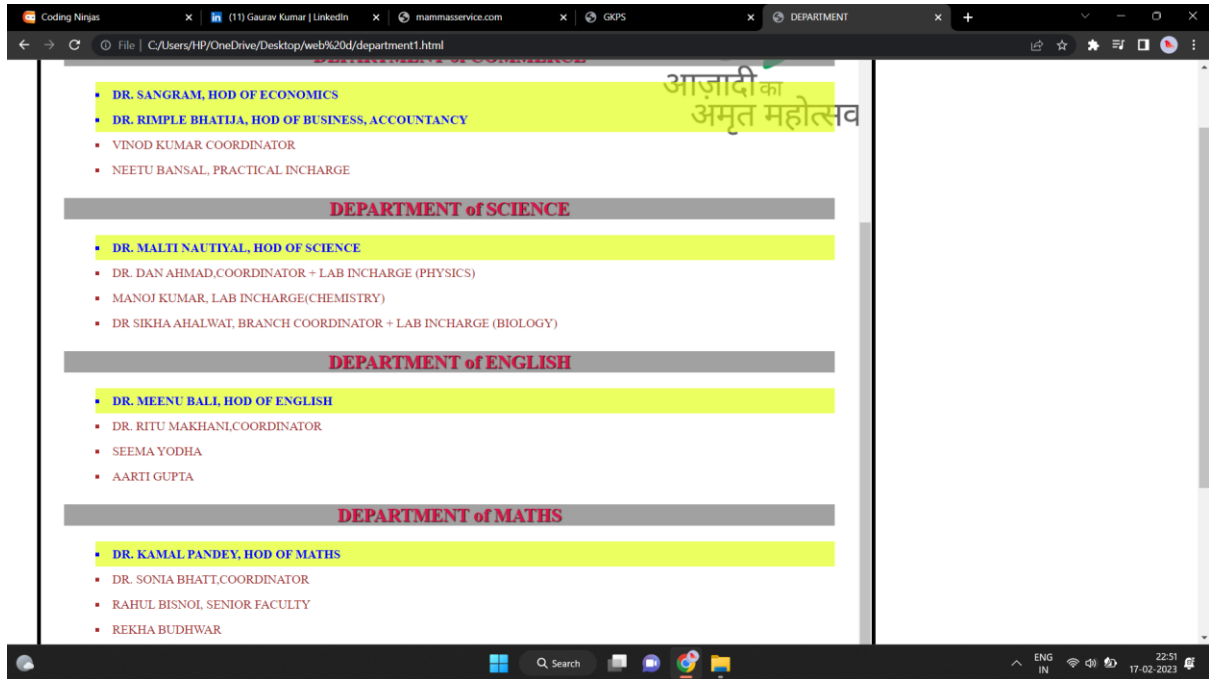 Coding Ninjas
(11) Gaurav Kumar | LinkedIn
mammasservice.com
GKPS
DEPARTMENT
File | C:/Users/HP/OneDrive/Desktop/web%20d/department1.html
DEPARTMENT of COMMERCE
आज़ादी का
अमृत महोत्सव
DR. SANGRAM, HOD OF ECONOMICS
DR. RIMPLE BHATIJA, HOD OF BUSINESS, ACCOUNTANCY
VINOD KUMAR COORDINATOR
NEETU BANSAL, PRACTICAL INCHARGE
DEPARTMENT of SCIENCE
DR. MALTI NAUTIYAL, HOD OF SCIENCE
DR. DAN AHMAD,COORDINATOR + LAB INCHARGE (PHYSICS)
MANOJ KUMAR, LAB INCHARGE(CHEMISTRY)
DR SIKHA AHALWAT, BRANCH COORDINATOR + LAB INCHARGE (BIOLOGY)
DEPARTMENT of ENGLISH
DR. MEENU BALI, HOD OF ENGLISH
DR. RITU MAKHANI,COORDINATOR
SEEMA YODHA
AARTI GUPTA
DEPARTMENT of MATHS
DR. KAMAL PANDEY, HOD OF MATHS
DR. SONIA BHATT,COORDINATOR
RAHUL BISNOI, SENIOR FACULTY
REKHA BUDHWAR
Search
ENG
IN
22:51
17-02-2023